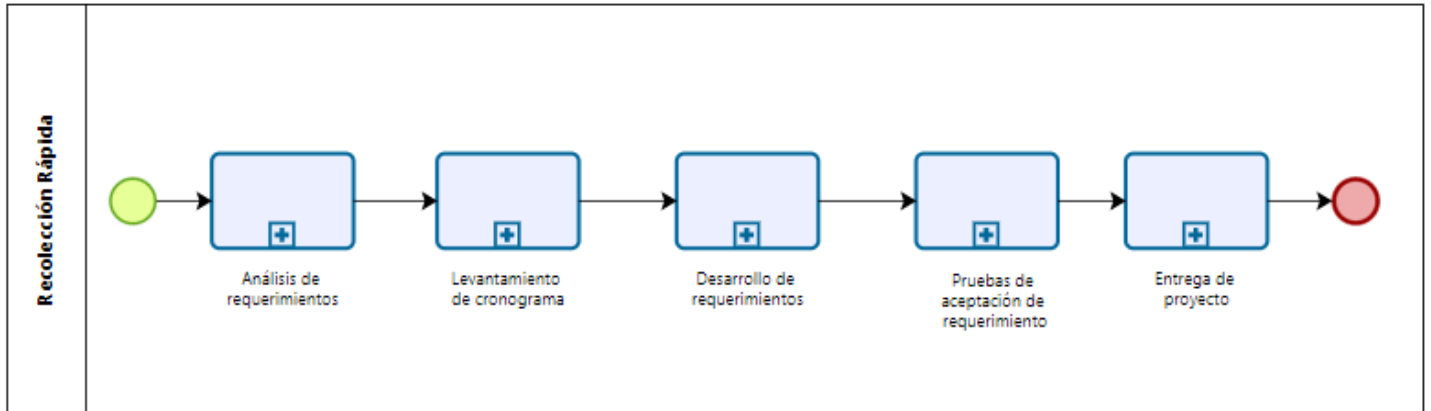 Recolección Rápida
Análisis de
requerimientos
Levantamiento
de cronograma
Desarrollo de
requerimientos
Pruebas de
aceptación de
requerimiento
Entrega de
proyecto